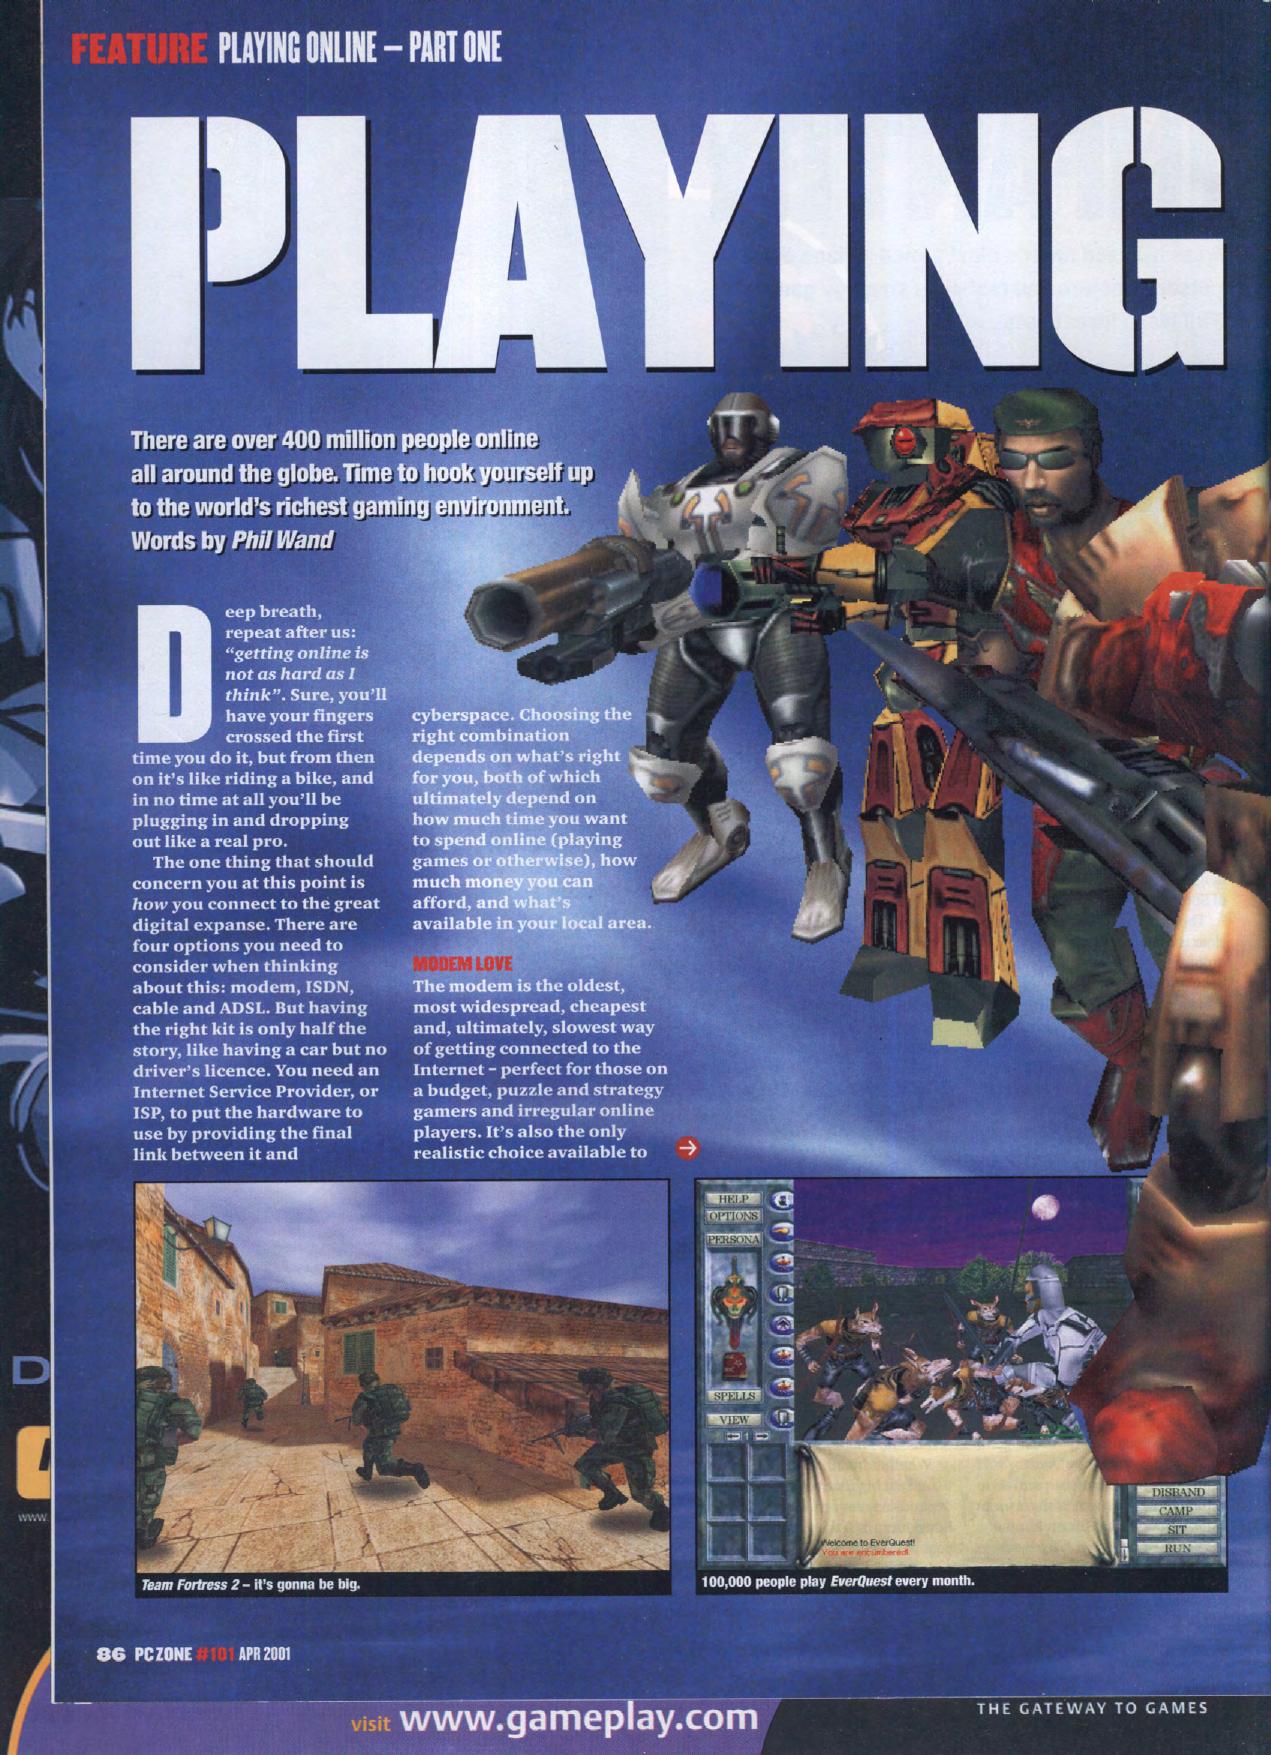 FEATURE PLAYING ONLINE – PART ONE
PLAYING
There are over 400 million people online
all around the globe. Time to hook yourself up
to the world's richest gaming environment.
Words by Phil Wand
Deep breath,
repeat after us:
“getting online is
not as hard as I
think”. Sure, you'll
have your fingers
crossed the first
time you do it, but from then
on it's like riding a bike, and
in no time at all you'll be
plugging in and dropping
out like a real pro.
The one thing that should
concern you at this point is
how you connect to the great
digital expanse. There are
four options you need to
consider when thinking
about this: modem, ISDN,
cable and ADSL. But having
the right kit is only half the
story, like having a car but no
driver's licence. You need an
Internet Service Provider, or
ISP, to put the hardware to
use by providing the final
link between it and
cyberspace. Choosing the
right combination
depends on what's right
for you, both of which
ultimately depend on
how much time you want
to spend online (playing
games or otherwise), how
much money you can
afford, and what's
available in your local area.
MODEM LOVE
The modem is the oldest,
most widespread, cheapest
and, ultimately, slowest way
of getting connected to the
Internet – perfect for those on
a budget, puzzle and strategy
gamers and irregular online
players. It's also the only
realistic choice available to
HELP
OPTIONS
PERSONA
SPELLS
VIEW
Welcome to EverQuest!
You are encumbered!
DISBAND
CAMP
SIT
RUN
Team Fortress 2 – it's gonna be big.
100,000 people play EverQuest every month.
86 PC ZONE #101 APR 2001
D
www.
visit www.gameplay.com
THE GATEWAY TO GAMES